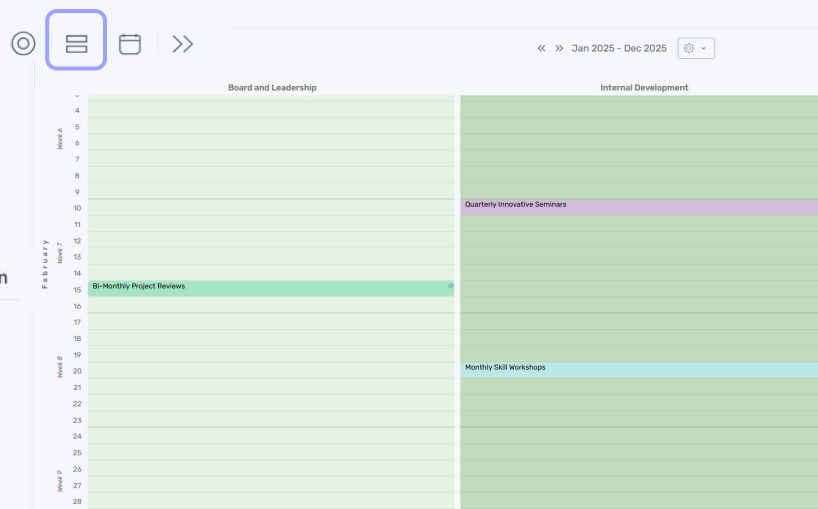 Jan 2025 - Dec 2025
Board and Leadership
Internal Development
4
5
Week 6
6
7
8
9
10
Quarterly Innovative Seminars
11
February
Week 7
12
13
14
15
Bi-Monthly Project Reviews
16
17
18
19
Week 8
20
Monthly Skill Workshops
21
22
23
24
25
26
Week 9
27
28
n